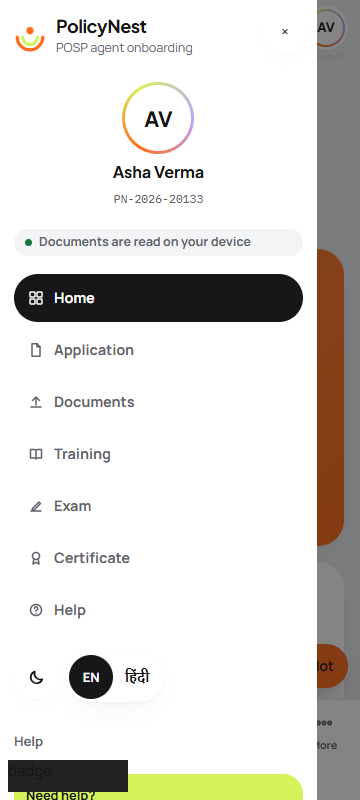 PolicyNest
POSP agent onboarding
×
AV
AV
Asha Verma
PN-2026-20133
Documents are read on your device
Home
Application
Documents
Training
Exam
Certificate
Help
EN
हिंदी
More
Help
badge
Need help?